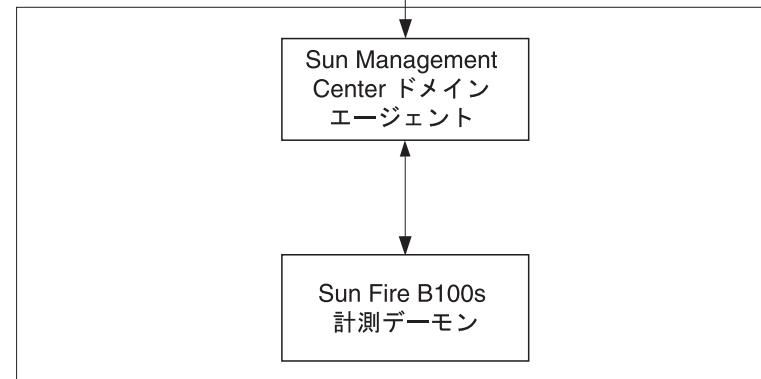 Sun Management
Center ドメイン
エージェント
Sun Fire B100s
計測デーモン